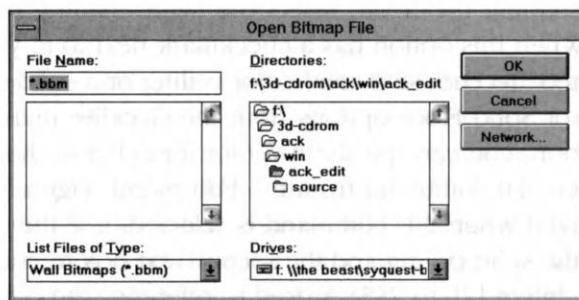 Open Bitmap File
File Name:
*.bbm
Directories:
f:\3d-cdrom\ack\win\ack_edit
f:\
3d-cdrom
ack
win
ack_edit
source
OK
Cancel
Network...
List Files of Type:
Wall Bitmaps (*.bbm)
Drives:
f: \\the beast\syquest-b